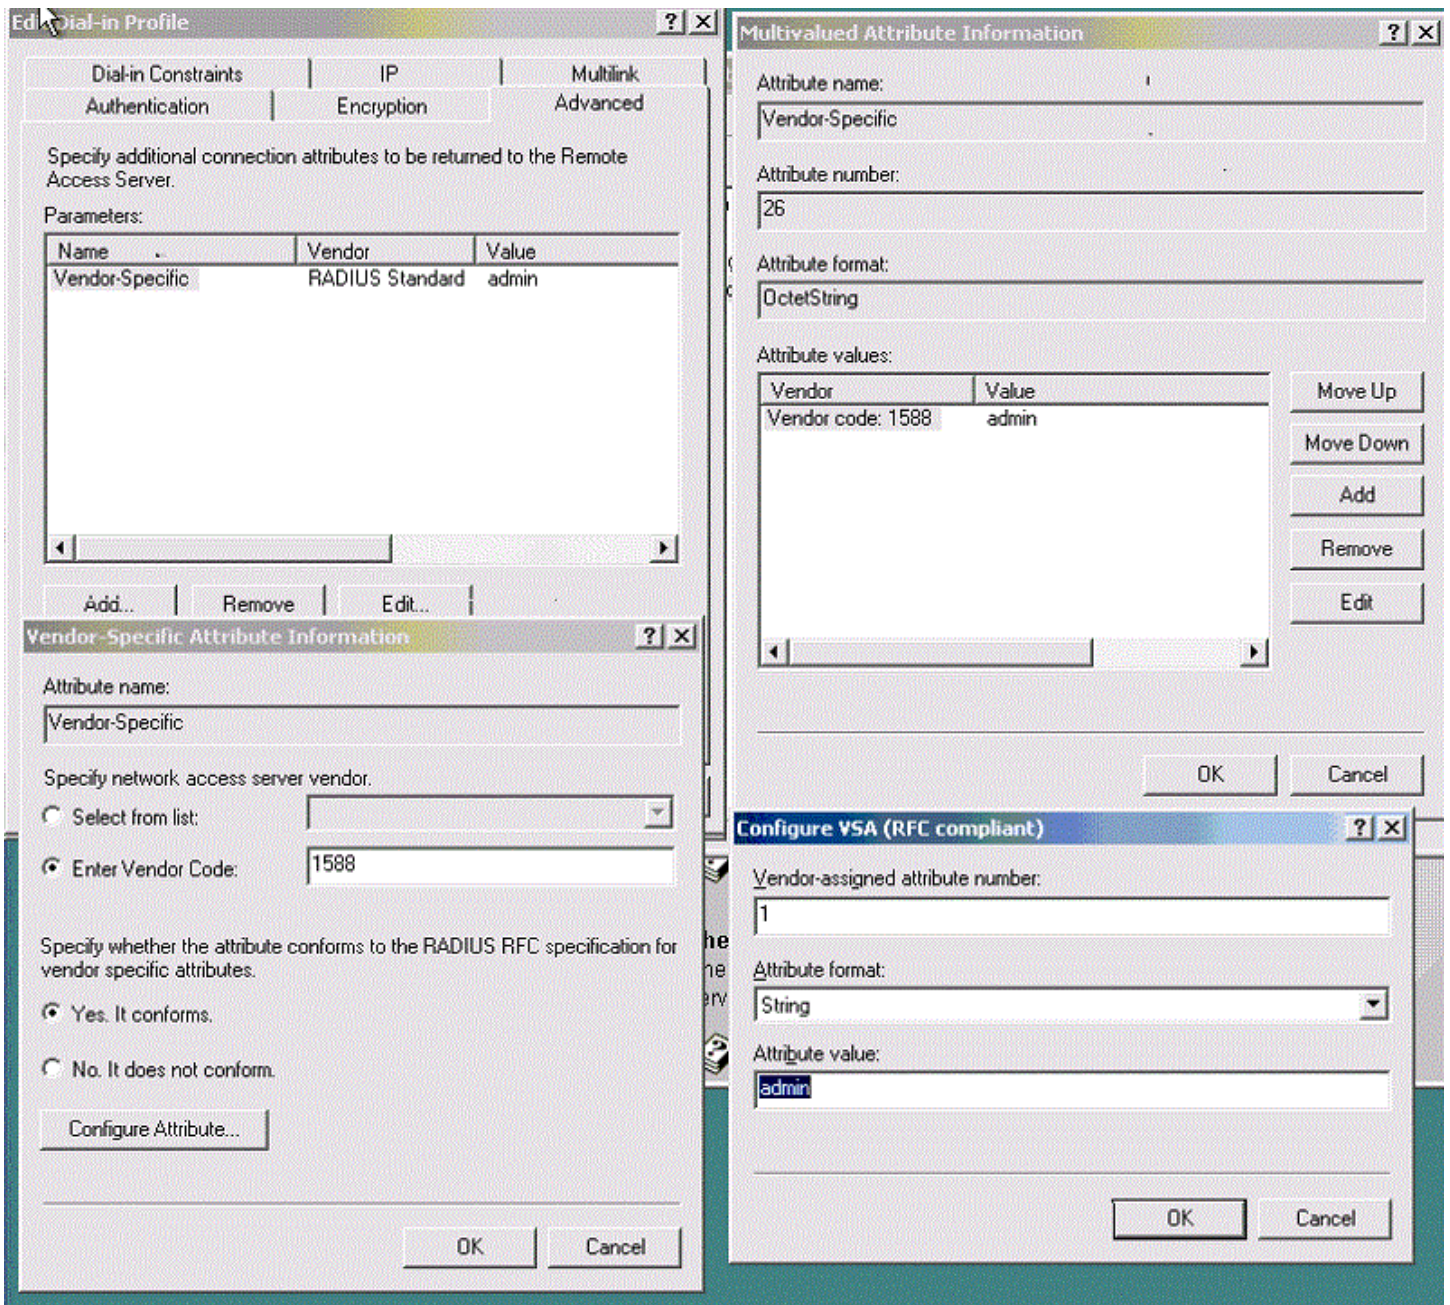 Edit Dial-in Profile
Dial-in Constraints IP Multilink
Authentication Encryption Advanced
Specify additional connection attributes to be returned to the Remote
Access Server.
Parameters:
Name Vendor Value
Vendor-Specific RADIUS Standard admin
Add... Remove Edit...
Vendor-Specific Attribute Information
Attribute name:
Vendor-Specific
Specify network access server vendor.
Select from list:
Enter Vendor Code: 1588
Specify whether the attribute conforms to the RADIUS RFC specification for
vendor specific attributes.
Yes. It conforms.
No. It does not conform.
Configure Attribute...
OK Cancel
Multivalued Attribute Information
Attribute name:
Vendor-Specific
Attribute number:
26
Attribute format:
OctetString
Attribute values:
Vendor Value
Vendor code: 1588 admin
Move Up
Move Down
Add
Remove
Edit
OK Cancel
Configure VSA (RFC compliant)
Vendor-assigned attribute number:
1
Attribute format:
String
Attribute value:
admin
OK Cancel